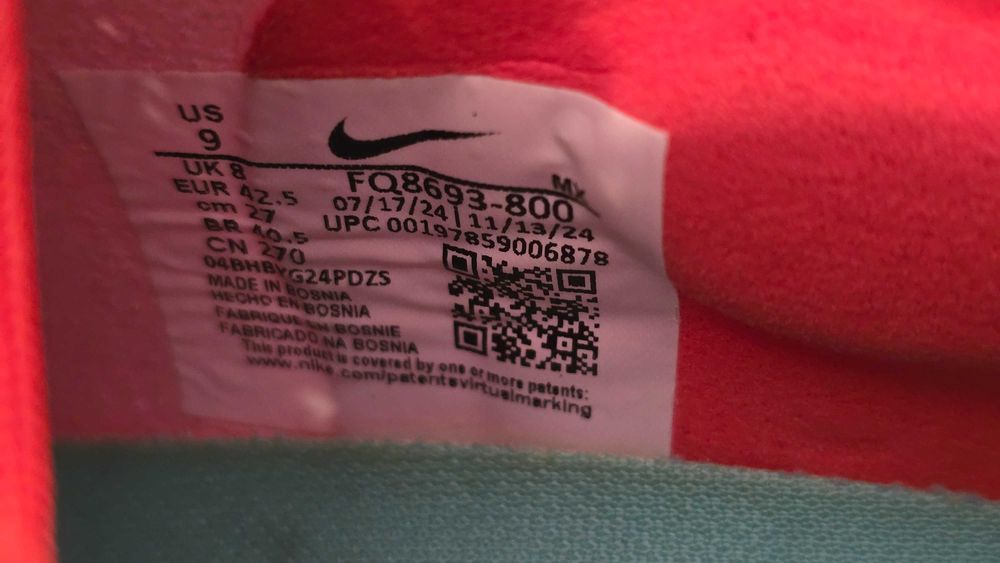 US
9
UK 8
EUR 42.5
cm 27
BR 40.5
CN 270
04BHBYG24PDZS
MADE IN BOSNIA
HECHO EN BOSNIA
FABRIQUE EN BOSNIE
FABRICADO NA BOSNIA
This product is covered by one or more patents:
www.nike.com/patentsvirtualmarking
FQ8693-800
07/17/24 | 11/13/24
UPC 00197859006878